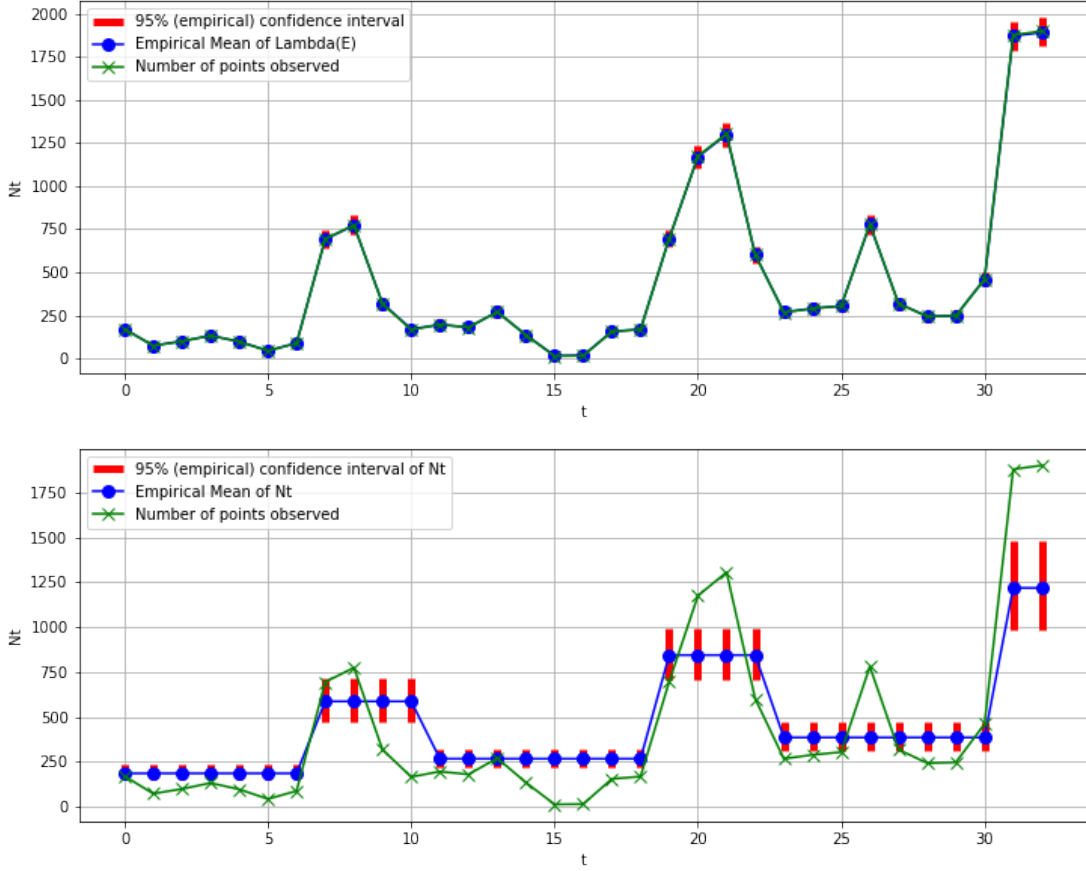 2000
1750
1500
1250
1000
750
500
250
0
Nt
95% (empirical) confidence interval
Empirical Mean of Lambda(E)
Number of points observed
0 5 10 15 20 25 30
t
1750
1500
1250
1000
750
500
250
0
Nt
95% (empirical) confidence interval of Nt
Empirical Mean of Nt
Number of points observed
0 5 10 15 20 25 30
t